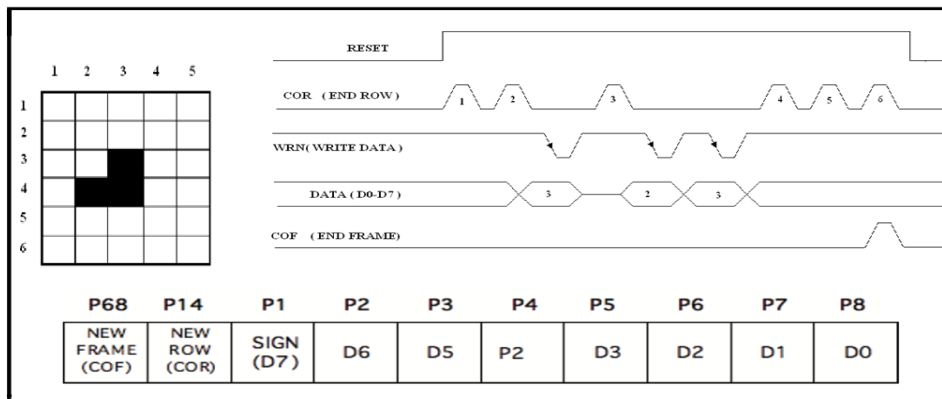 1 2 3 4 5
1
2
3
4
5
6
RESET
COR ( END ROW )
1 2 3 4 5 6
WRN( WRITE DATA )
DATA ( D0-D7 )
3 2 3
COF ( END FRAME)
P68 P14 P1 P2 P3 P4 P5 P6 P7 P8
NEW FRAME (COF)
NEW ROW (COR)
SIGN (D7)
D6
D5
P2
D3
D2
D1
D0